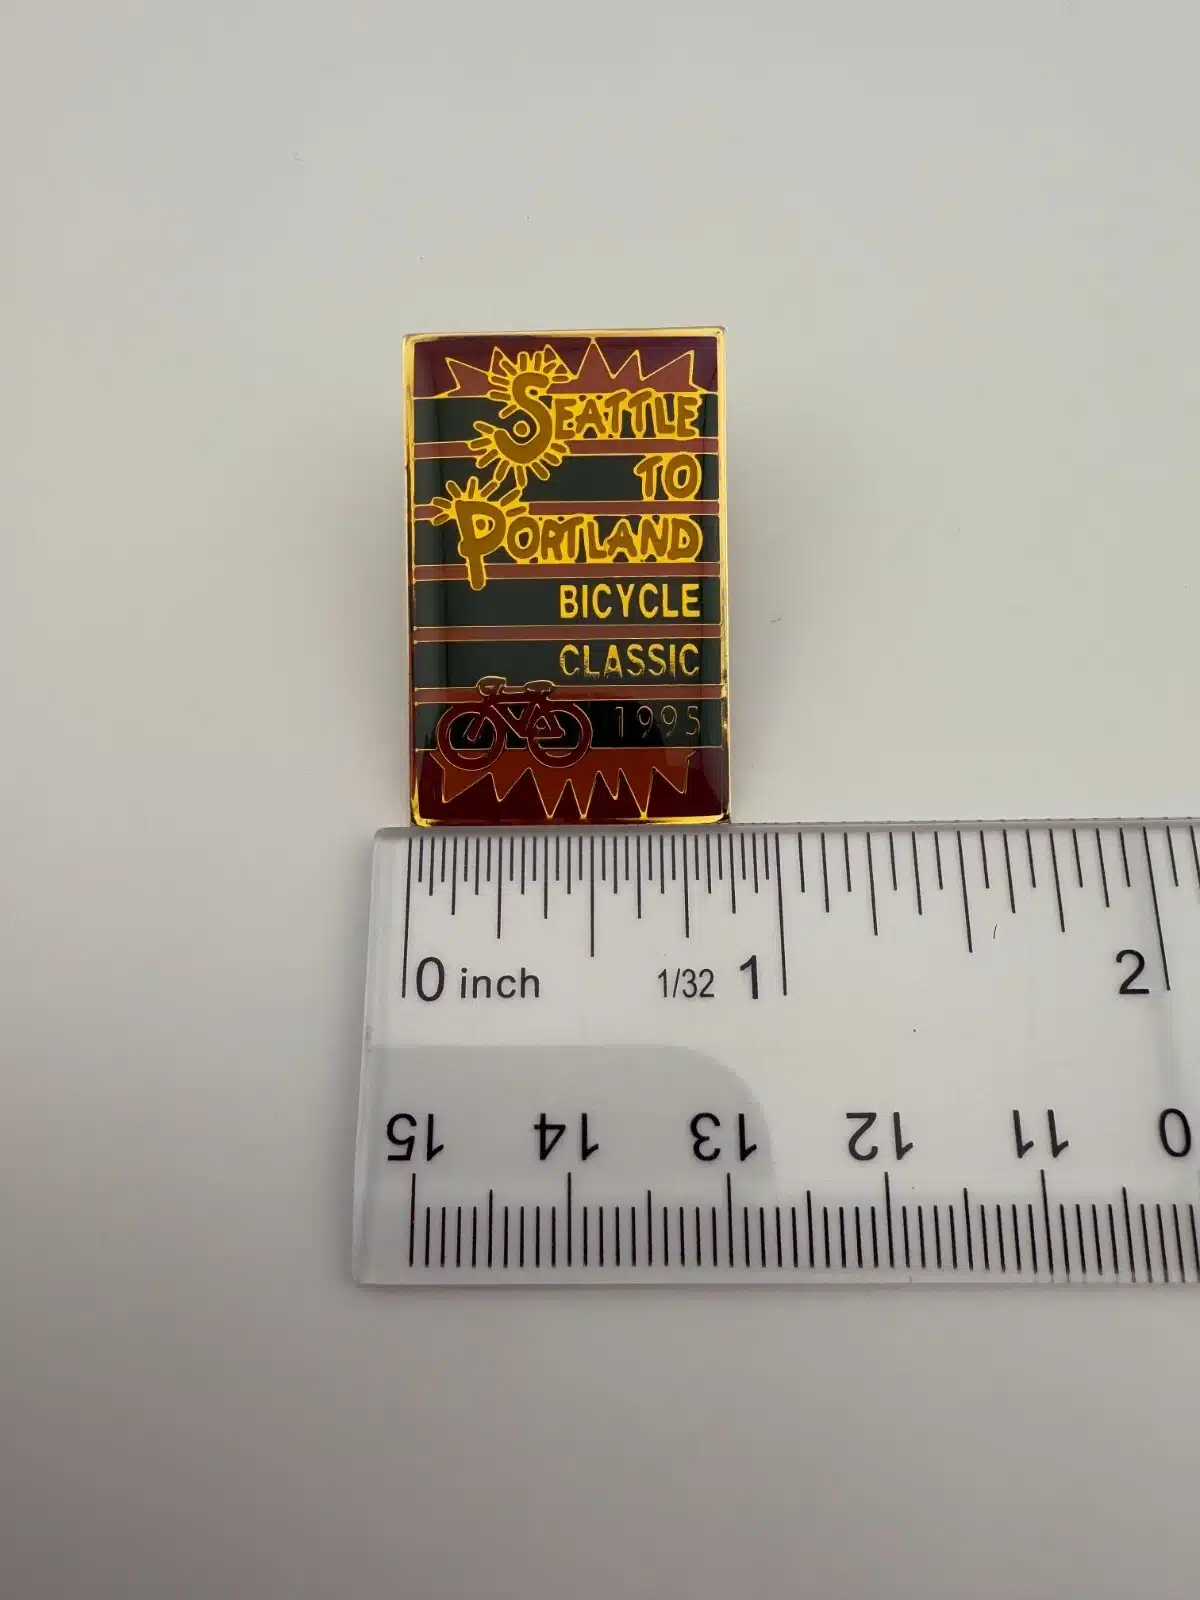 SEATTLE
TO
PORTLAND
BICYCLE
CLASSIC
1995
0 inch 1/32 1 2
15 14 13 12 11 0